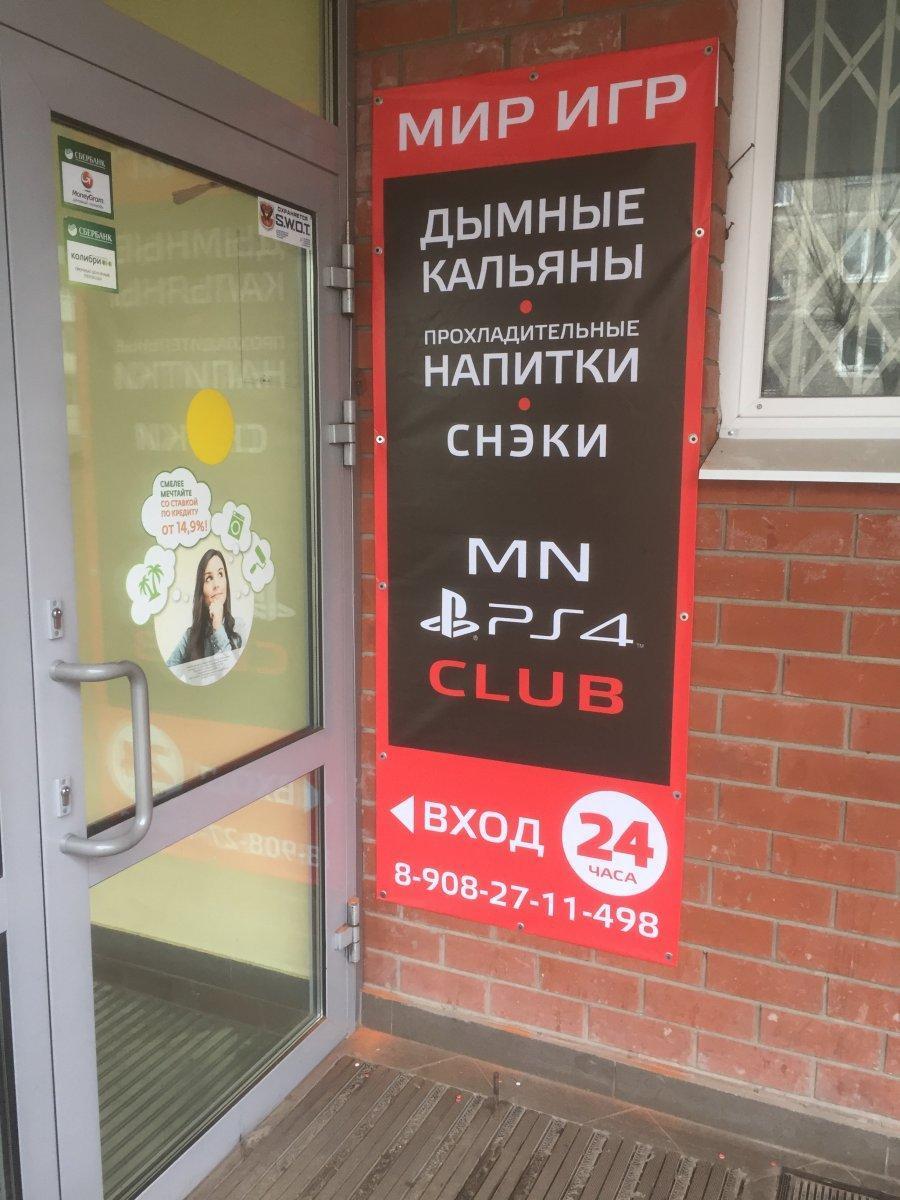 СБЕРБАНК
MoneyGram
СБЕРБАНК
КОЛИБРИ
ОХРАНЯЕТСЯ
S.W.O.T.
СМЕЛЕЕ
МЕЧТАЙТЕ
СО СТАВКОЙ
ПО КРЕДИТУ
ОТ 14,9%!
МИР ИГР
ДЫМНЫЕ
КАЛЬЯНЫ
ПРОХЛАДИТЕЛЬНЫЕ
НАПИТКИ
СНЭКИ
MN
PS4
CLUB
ВХОД 24
ЧАСА
8-908-27-11-498